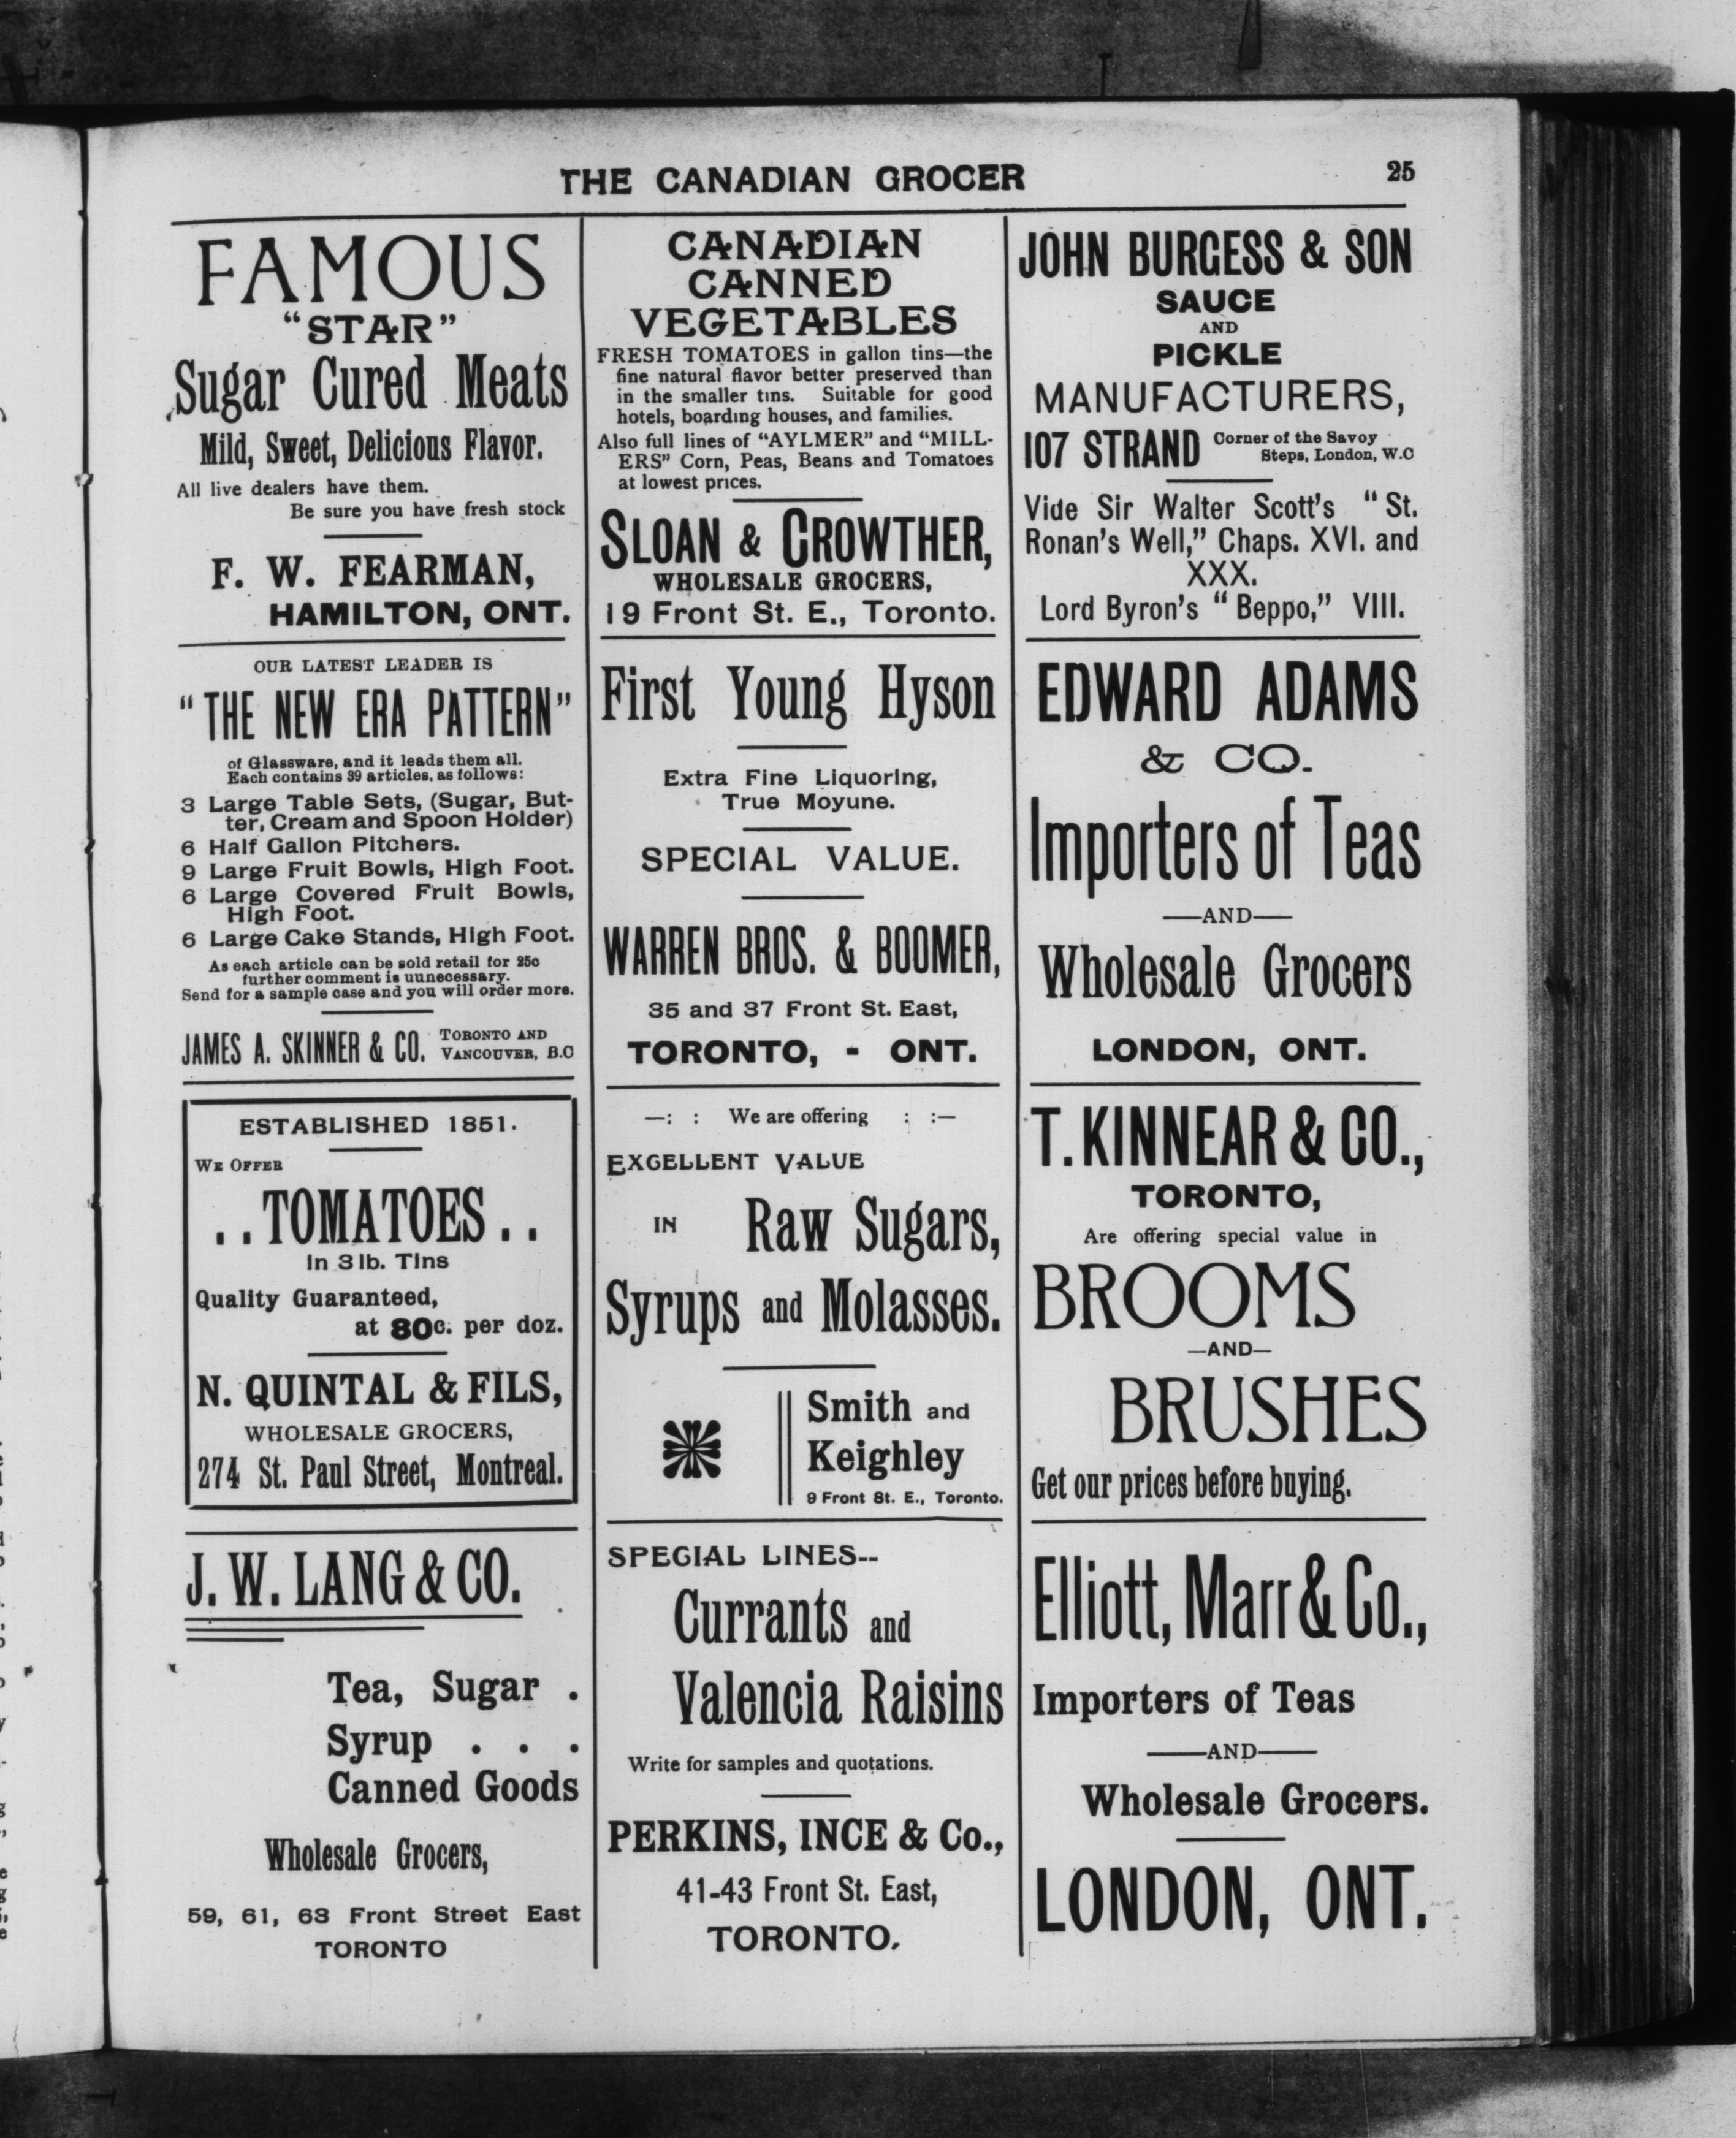 THE CANADIAN GROCER 25
FAMOUS
"STAR"
Sugar Cured Meats
Mild, Sweet, Delicious Flavor.
All live dealers have them.
Be sure you have fresh stock
F. W. FEARMAN,
HAMILTON, ONT.
OUR LATEST LEADER IS
"THE NEW ERA PATTERN"
of Glassware, and it leads them all.
Each contains 39 articles, as follows:
3 Large Table Sets, (Sugar, But-
ter, Cream and Spoon Holder)
6 Half Gallon Pitchers.
9 Large Fruit Bowls, High Foot.
6 Large Covered Fruit Bowls,
High Foot.
6 Large Cake Stands, High Foot.
As each article can be sold retail for 25c
further comment is uunecessary.
Send for a sample case and you will order more.
JAMES A. SKINNER & CO. TORONTO AND
VANCOUVER, B.C
ESTABLISHED 1851.
WE OFFER
. . TOMATOES . .
in 3 lb. Tins
Quality Guaranteed,
at 80c. per doz.
N. QUINTAL & FILS,
WHOLESALE GROCERS,
274 St. Paul Street, Montreal.
J. W. LANG & CO.
Tea, Sugar .
Syrup . . .
Canned Goods
Wholesale Grocers,
59, 61, 63 Front Street East
TORONTO
CANADIAN
CANNED
VEGETABLES
FRESH TOMATOES in gallon tins—the
fine natural flavor better preserved than
in the smaller tins. Suitable for good
hotels, boarding houses, and families.
Also full lines of "AYLMER" and "MILL-
ERS" Corn, Peas, Beans and Tomatoes
at lowest prices.
SLOAN & CROWTHER,
WHOLESALE GROCERS,
19 Front St. E., Toronto.
First Young Hyson
Extra Fine Liquoring,
True Moyune.
SPECIAL VALUE.
WARREN BROS. & BOOMER,
35 and 37 Front St. East,
TORONTO, - ONT.
—: : We are offering : :—
EXCELLENT VALUE
IN Raw Sugars,
Syrups and Molasses.
Smith and
Keighley
9 Front St. E., Toronto.
SPECIAL LINES--
Currants and
Valencia Raisins
Write for samples and quotations.
PERKINS, INCE & Co.,
41-43 Front St. East,
TORONTO.
JOHN BURGESS & SON
SAUCE
AND
PICKLE
MANUFACTURERS,
107 STRAND Corner of the Savoy
Steps, London, W.C
Vide Sir Walter Scott's "St.
Ronan's Well," Chaps. XVI. and
XXX.
Lord Byron's "Beppo," VIII.
EDWARD ADAMS
& CO.
Importers of Teas
—AND—
Wholesale Grocers
LONDON, ONT.
T. KINNEAR & CO.,
TORONTO,
Are offering special value in
BROOMS
—AND—
BRUSHES
Get our prices before buying.
Elliott, Marr & Co.,
Importers of Teas
—AND—
Wholesale Grocers.
LONDON, ONT.